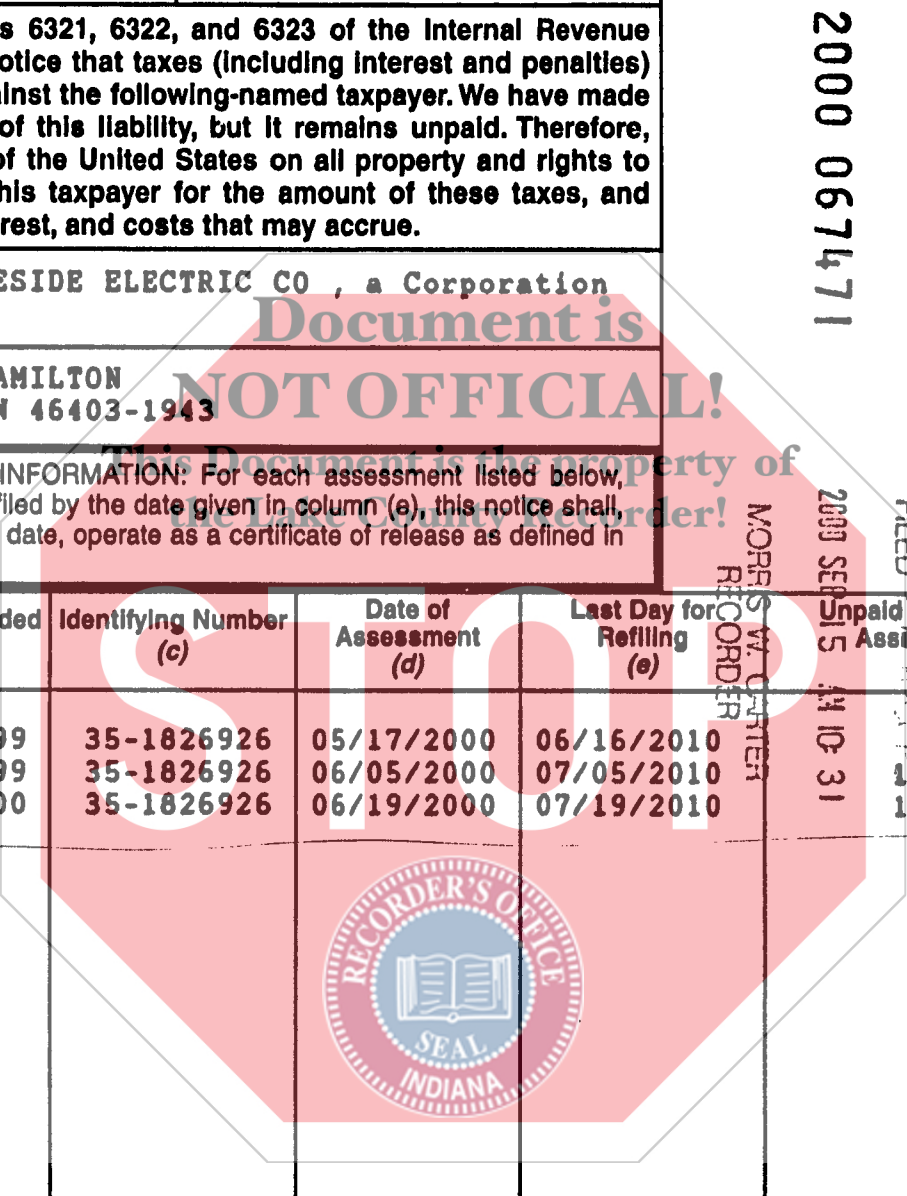 s 6321, 6322, and 6323 of the Internal Revenue
otice that taxes (including interest and penalties)
ainst the following-named taxpayer. We have made
of this liability, but it remains unpaid. Therefore,
of the United States on all property and rights to
his taxpayer for the amount of these taxes, and
rest, and costs that may accrue.
ESIDE ELECTRIC CO , a Corporation
AMILTON
N 46403-1943
INFORMATION: For each assessment listed below,
filed by the date given in column (e), this notice shall,
date, operate as a certificate of release as defined in
ded Identifying Number (c) Date of Assessment (d) Last Day for Refiling (e) Unpaid Assi
99 35-1826926 05/17/2000 06/16/2010
99 35-1826926 06/05/2000 07/05/2010 1
00 35-1826926 06/19/2000 07/19/2010 1
2000 067471
2000 SEP 15 AM 10 31
MORRIS W. CARTER
RECORDER
FILED
Document is
NOT OFFICIAL!
This Document is the property of
the Lake County Recorder!
STOP
RECORDER'S OFFICE
SEAL
INDIANA